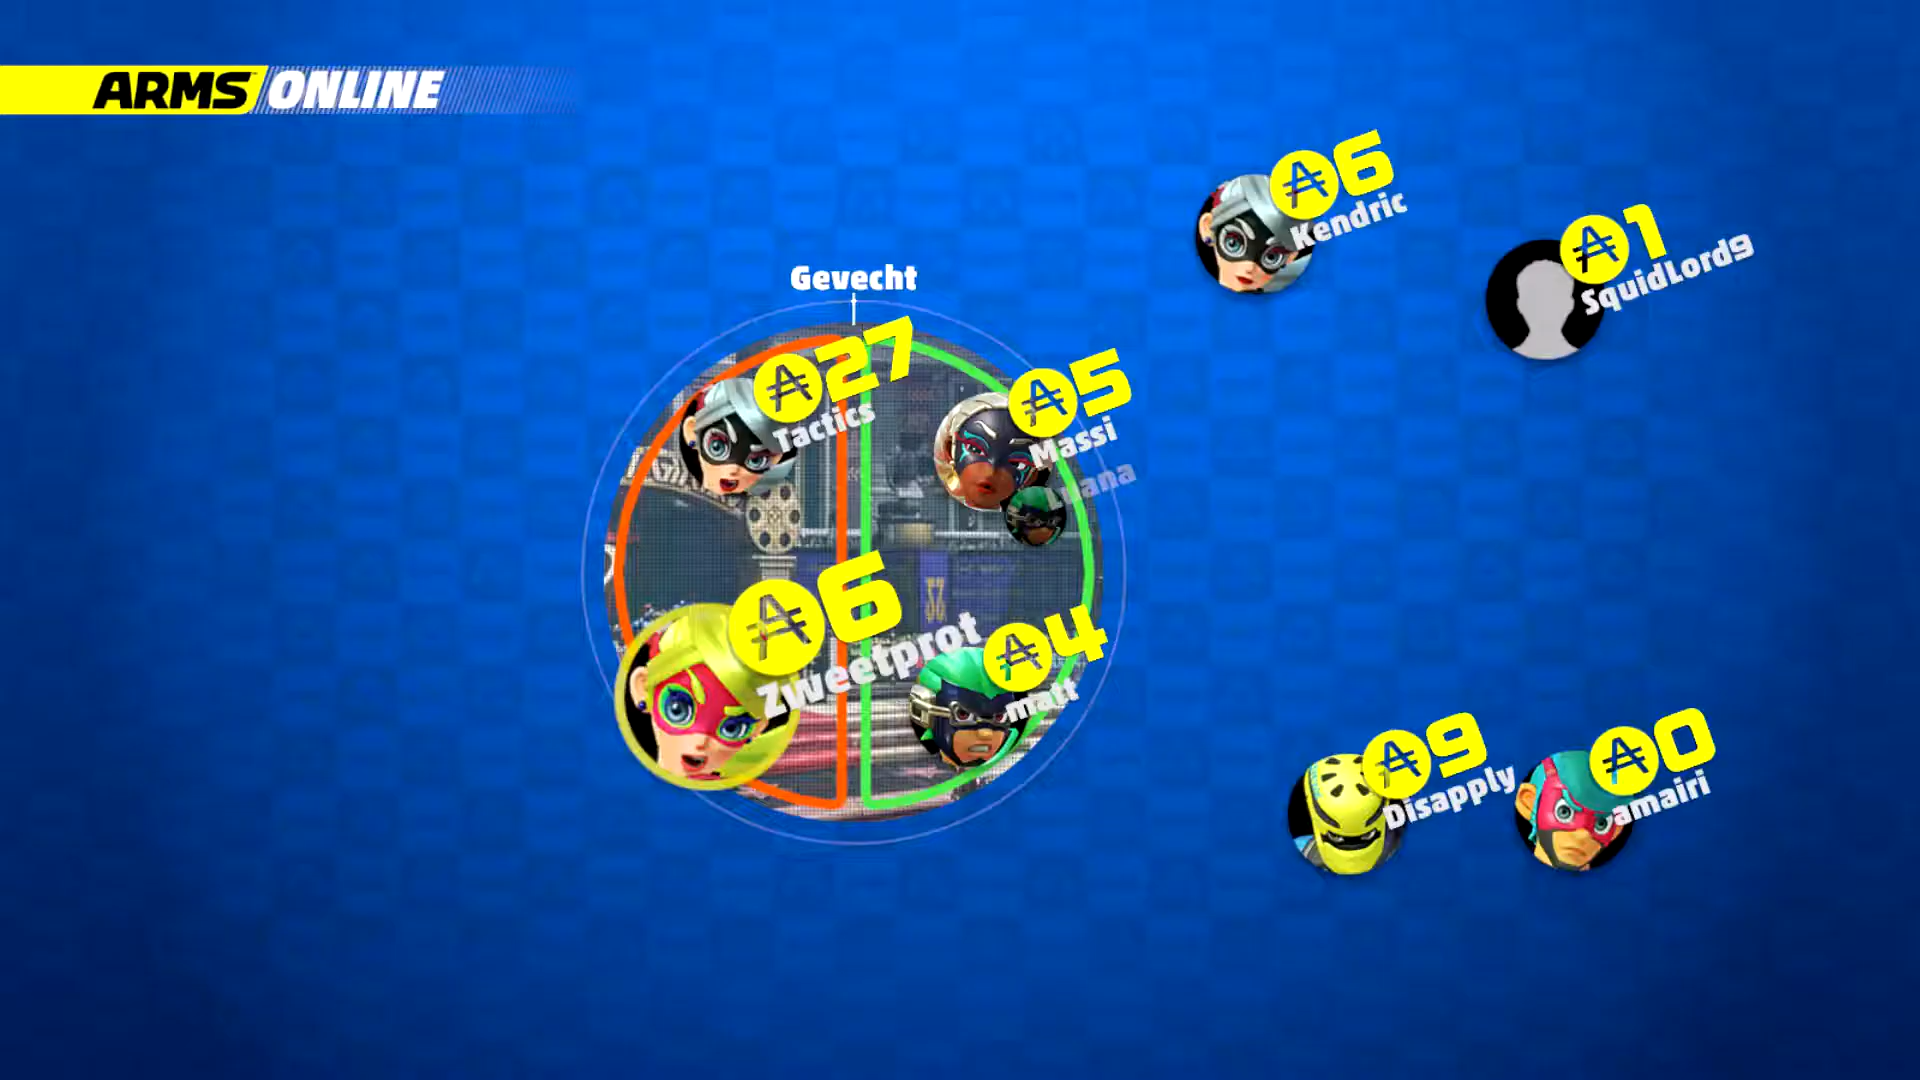 ARMS ONLINE
6
Kendric
1
SquidLord9
Gevecht
27
Tactics
5
Massi
6
Zweetprot
4
matt
9
Disapply
0
amairi